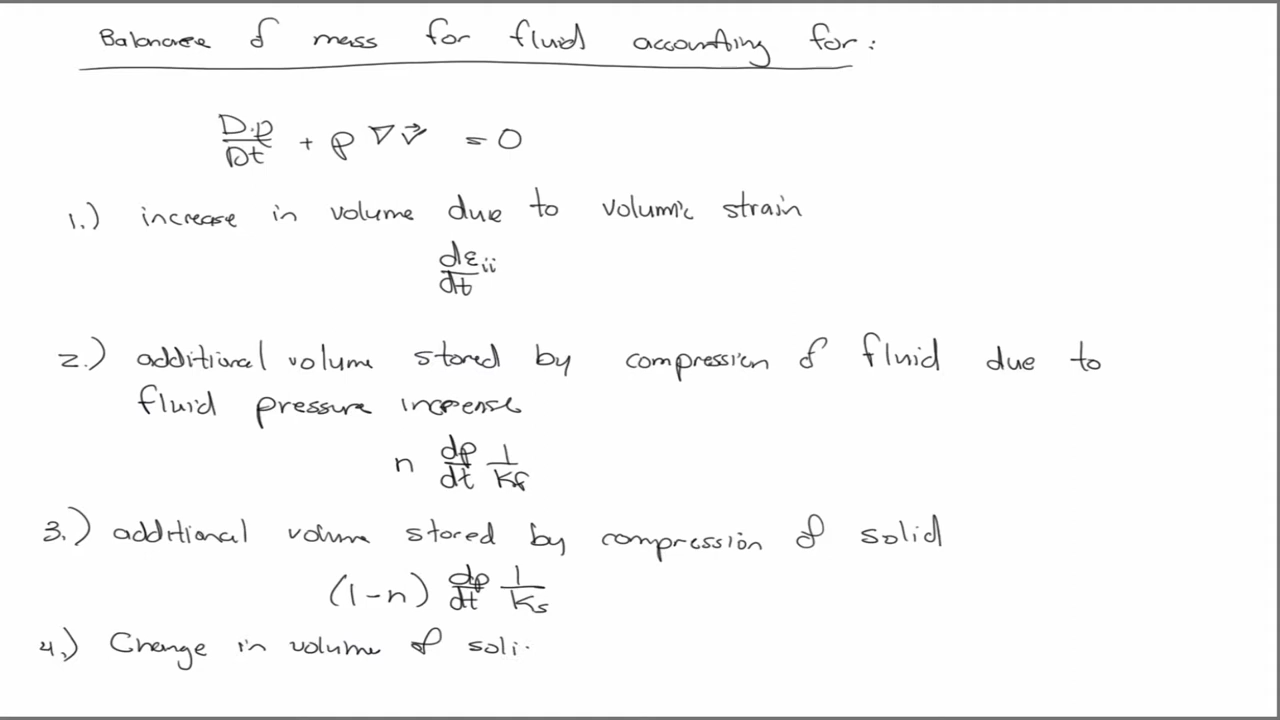 Balance of mass for fluid accounting for:
Dρ/Dt + ρ ∇ v⃗ = 0
1.) increase in volume due to volumic strain
dεii/dt
2.) additional volume stored by compression of fluid due to
fluid pressure increase
n dp/dt 1/Kf
3.) additional volume stored by compression of solid
(1-n) dp/dt 1/Ks
4.) Change in volume of soli